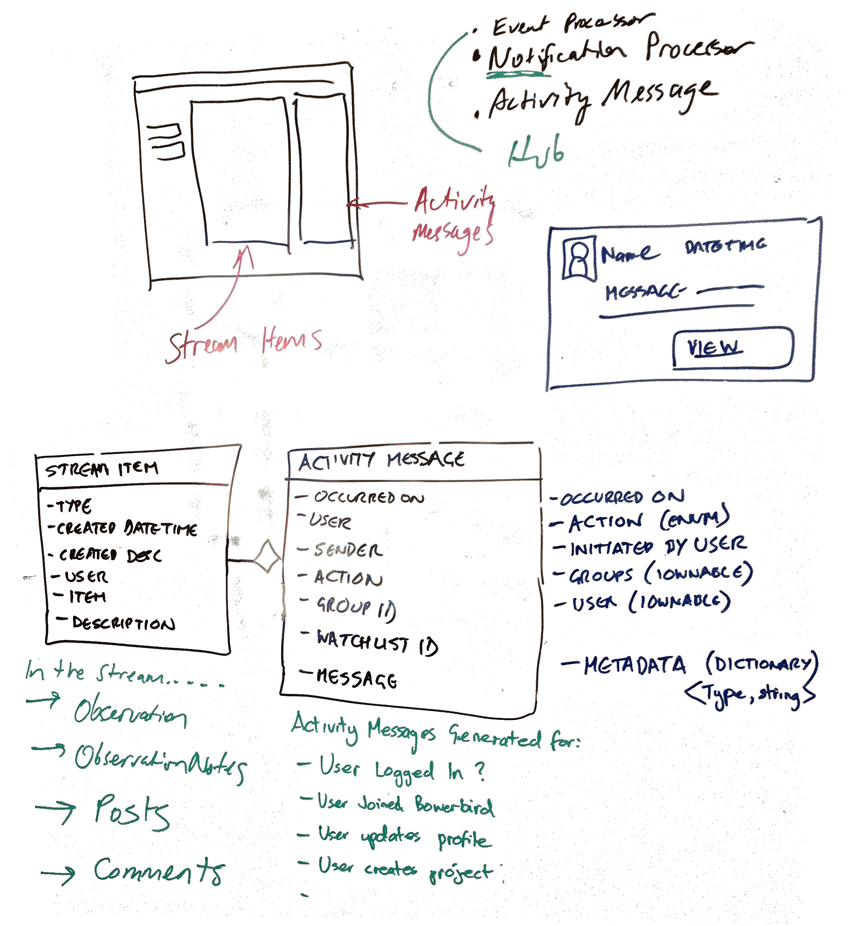 • Event Processor
• Notification Processor
• Activity Message
Hub
Activity
Messages
Stream Items
Name DATETIME
MESSAGE
VIEW
STREAM ITEM
- TYPE
- CREATED DATETIME
- CREATED DESC
- USER
- ITEM
- DESCRIPTION
ACTIVITY MESSAGE
- OCCURRED ON
- USER
- SENDER
- ACTION
- GROUP ID
- WATCHLIST ID
- MESSAGE
- OCCURRED ON
- ACTION (ENUM)
- INITIATED BY USER
- GROUPS (IOWNABLE)
- USER (IOWNABLE)
- METADATA (DICTIONARY)
<Type, string>
In the stream.....
→ Observation
→ ObservationNotes
→ Posts
→ Comments
Activity Messages Generated for:
- User Logged In ?
- User Joined Bowerbird
- User updates profile
- User creates project
-